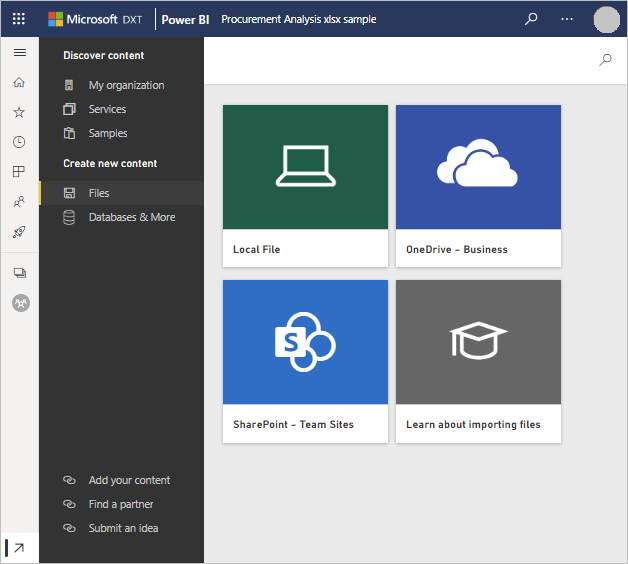 Microsoft DXT Power BI Procurement Analysis xlsx sample
Discover content
My organization
Services
Samples
Create new content
Files
Databases & More
Local File
OneDrive – Business
S
SharePoint – Team Sites
Learn about importing files
Add your content
Find a partner
Submit an idea